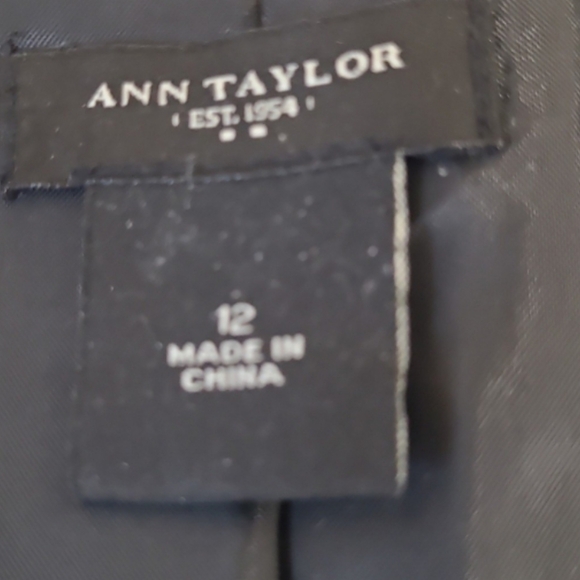 ANN TAYLOR
EST. 1954
12
MADE IN
CHINA